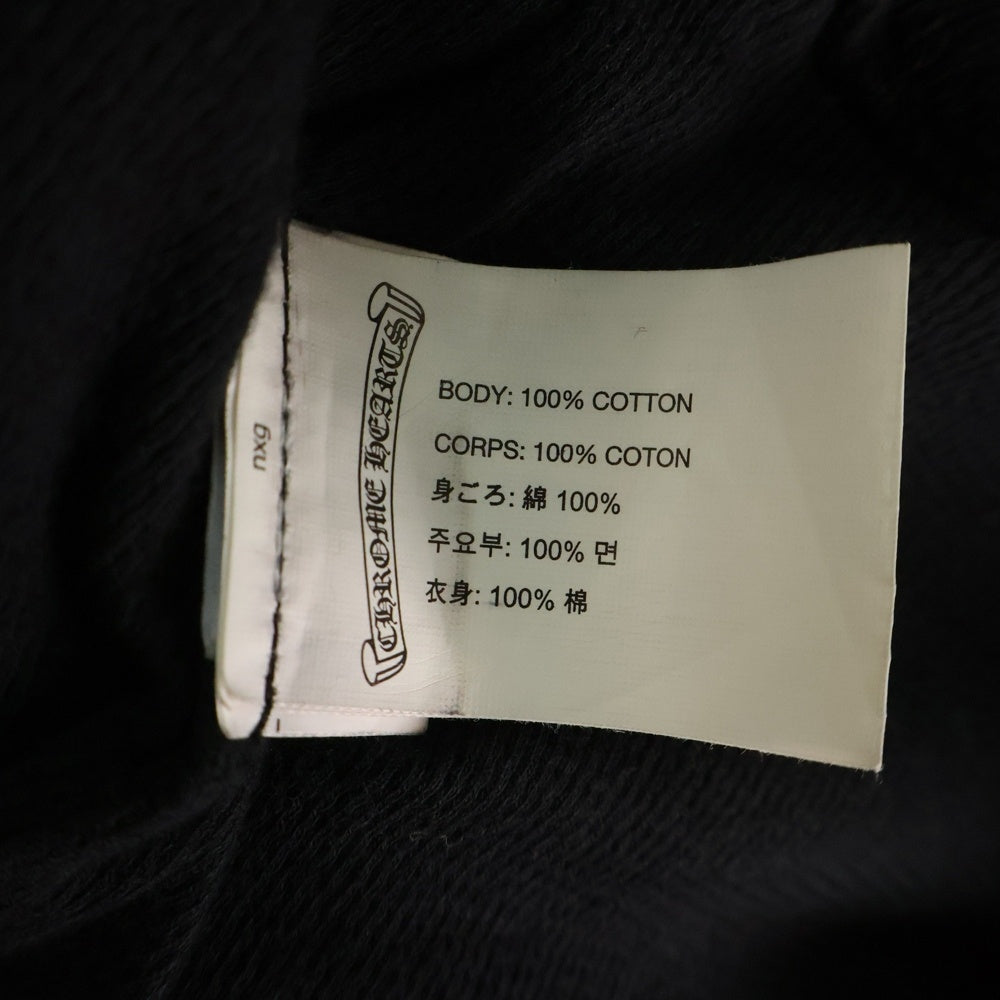 CHROME HEARTS
BODY: 100% COTTON
CORPS: 100% COTON
身ごろ: 綿 100%
주요부: 100% 면
衣身: 100% 棉
nxg